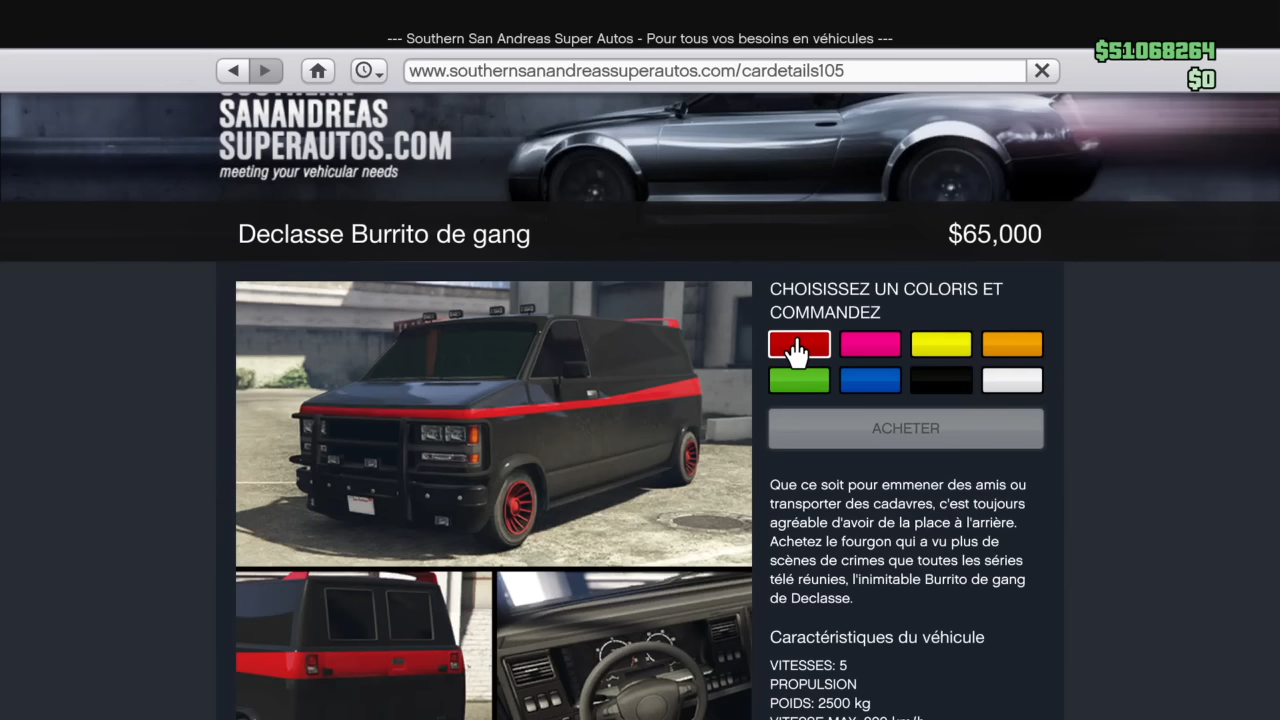 --- Southern San Andreas Super Autos - Pour tous vos besoins en véhicules ---
$51068264
$0
www.southernsanandreassuperautos.com/cardetails105
SANANDREAS
SUPERAUTOS.COM
meeting your vehicular needs
Declasse Burrito de gang
$65,000
CHOISISSEZ UN COLORIS ET
COMMANDEZ
ACHETER
Que ce soit pour emmener des amis ou
transporter des cadavres, c'est toujours
agréable d'avoir de la place à l'arrière.
Achetez le fourgon qui a vu plus de
scènes de crimes que toutes les séries
télé réunies, l'inimitable Burrito de gang
de Declasse.
Caractéristiques du véhicule
VITESSES: 5
PROPULSION
POIDS: 2500 kg